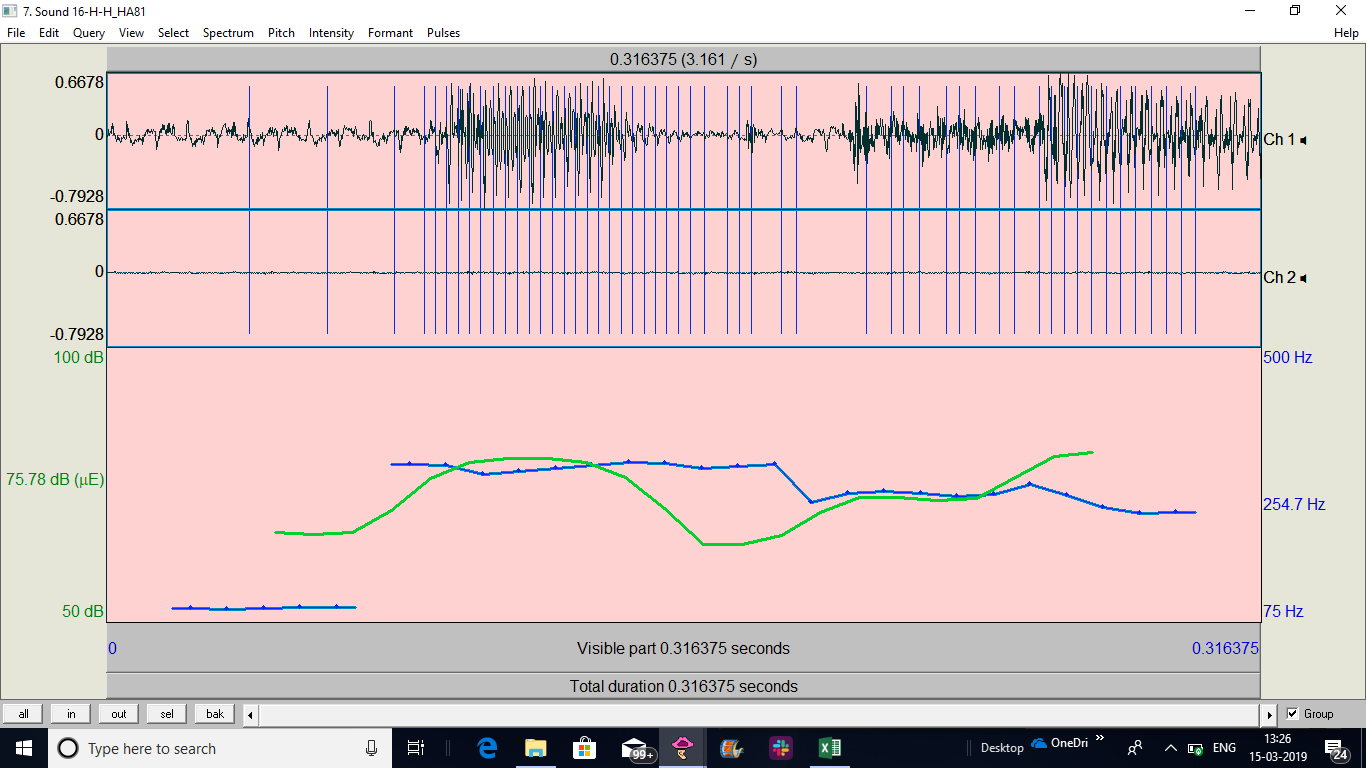 7. Sound 16-H-H_HA81
File Edit Query View Select Spectrum Pitch Intensity Formant Pulses Help
0.316375 (3.161 / s)
0.6678
0
-0.7928
Ch 1
0.6678
0
-0.7928
Ch 2
100 dB
500 Hz
75.78 dB (µE)
254.7 Hz
50 dB
75 Hz
0
Visible part 0.316375 seconds
0.316375
Total duration 0.316375 seconds
all in out sel bak
Group
Type here to search
99+
Desktop
OneDri
ENG
13:26
15-03-2019
24